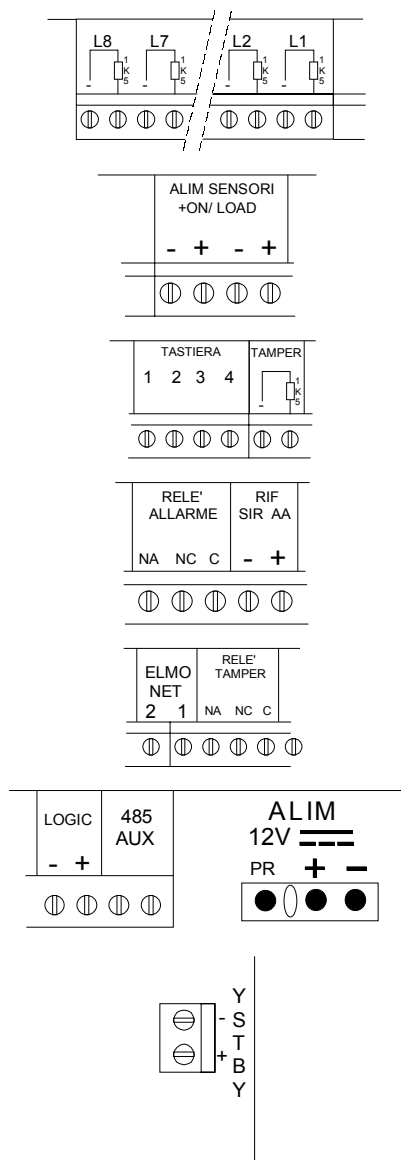 L8 L7 L2 L1
1K5 1K5 1K5 1K5
- - - -
ALIM SENSORI
+ON/ LOAD
- + - +
TASTIERA
1 2 3 4
TAMPER
1K5
-
RELE'
ALLARME
NA NC C
RIF
SIR AA
- +
ELMO
NET
2 1
RELE'
TAMPER
NA NC C
LOGIC
- +
485
AUX
ALIM
12V
PR + -
-
+
YSTBY